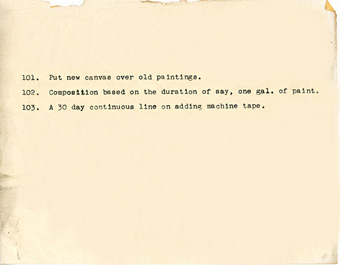 101. Put new canvas over old paintings.
102. Composition based on the duration of say, one gal. of paint.
103. A 30 day continuous line on adding machine tape.